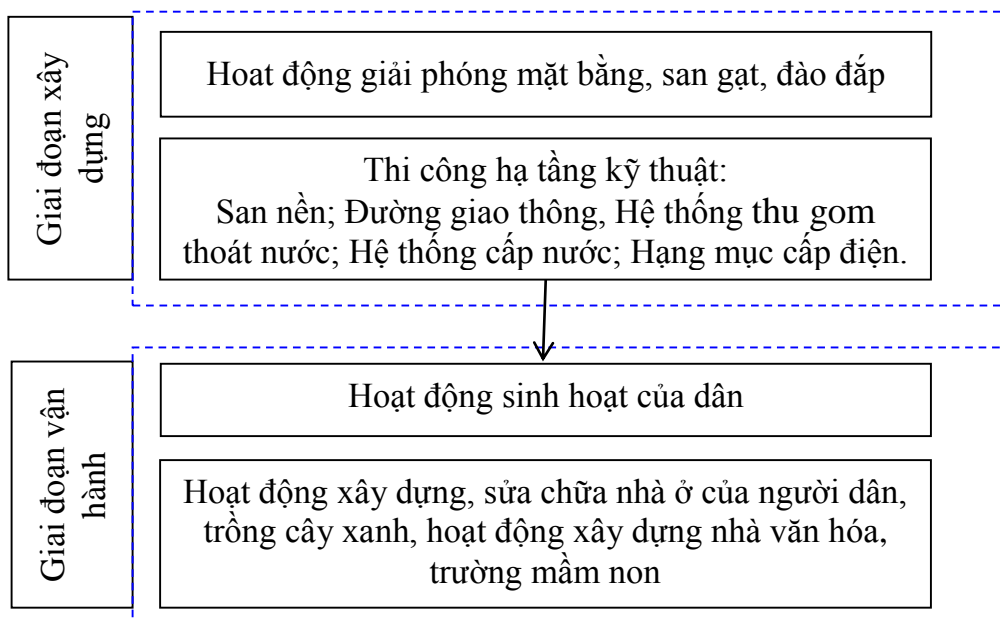 Giai đoạn xây
dựng
Hoat động giải phóng mặt bằng, san gạt, đào đắp
Thi công hạ tầng kỹ thuật:
San nền; Đường giao thông, Hệ thống thu gom
thoát nước; Hệ thống cấp nước; Hạng mục cấp điện.
Giai đoạn vận
hành
Hoạt động sinh hoạt của dân
Hoạt động xây dựng, sửa chữa nhà ở của người dân,
trồng cây xanh, hoạt động xây dựng nhà văn hóa,
trường mầm non